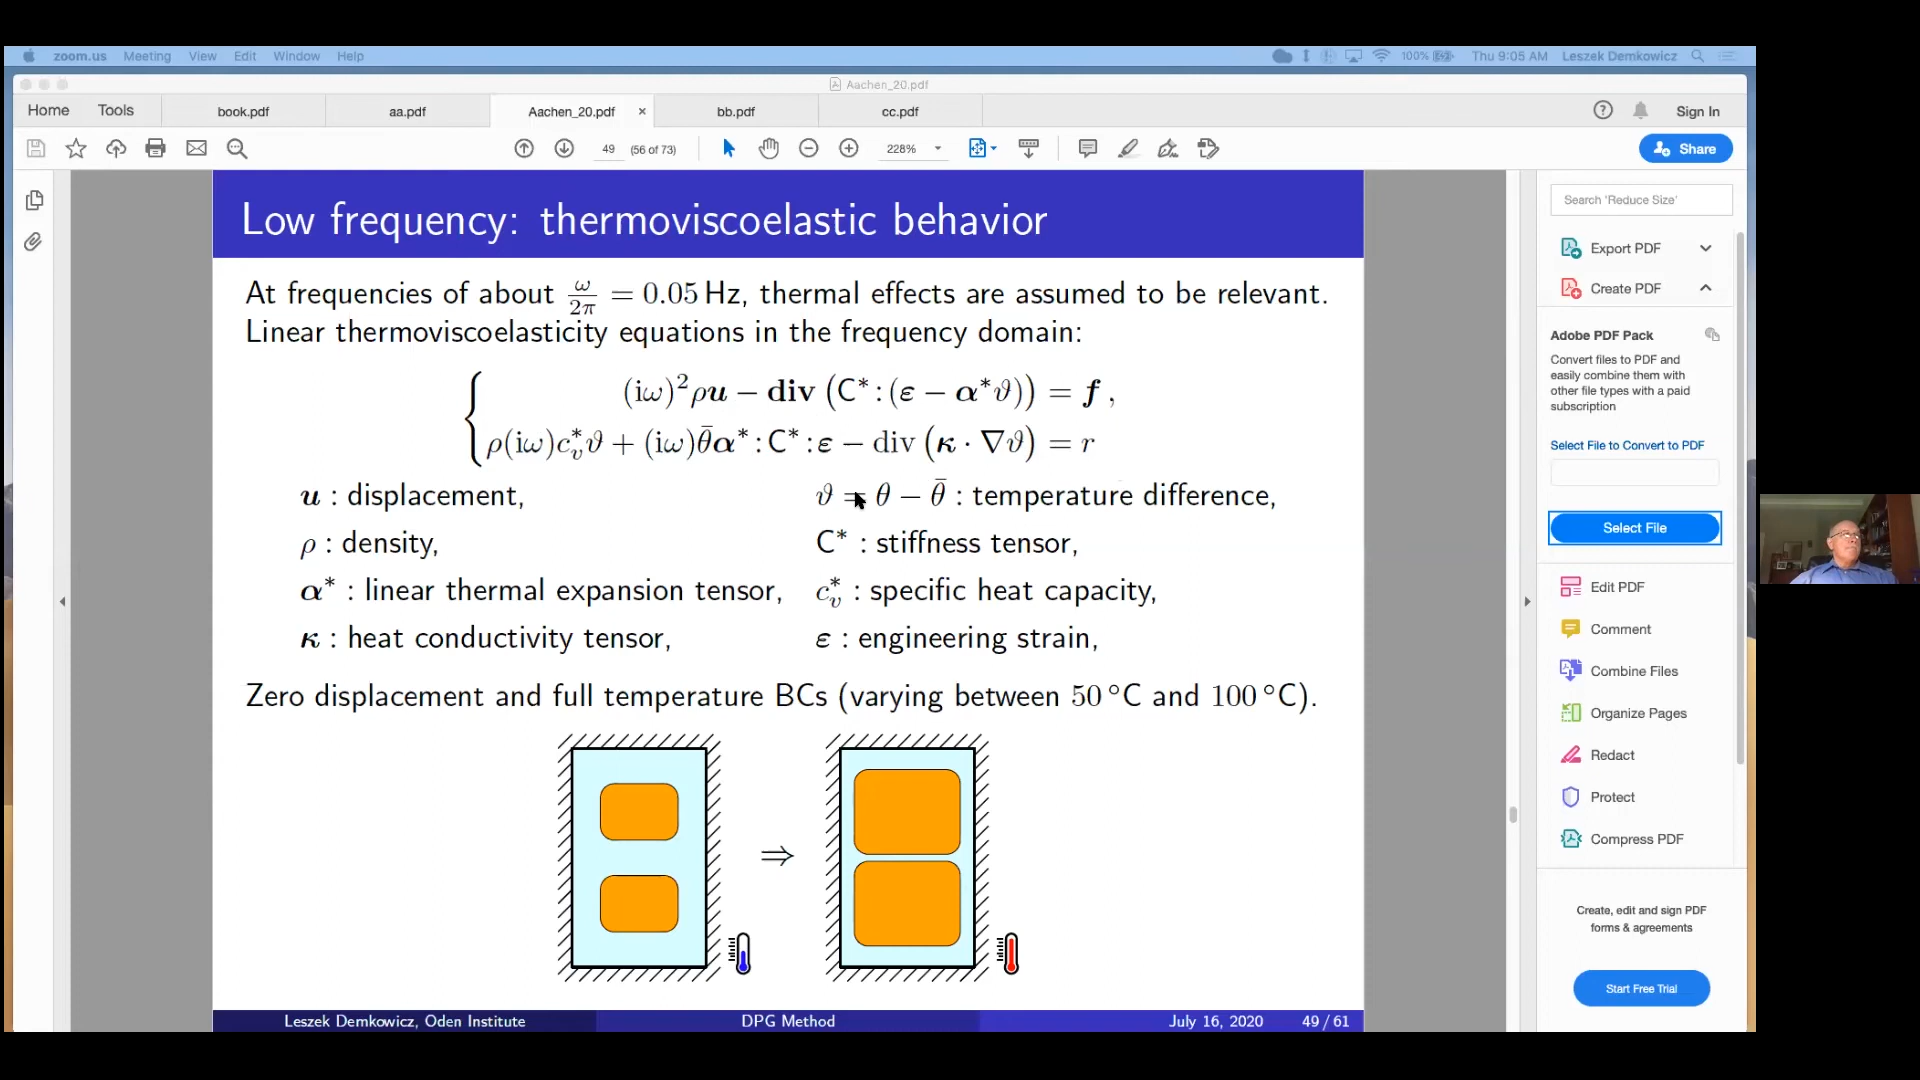 zoom.us Meeting View Edit Window Help 100% Thu 9:05 AM Leszek Demkowicz
Aachen_20.pdf
Home Tools book.pdf aa.pdf Aachen_20.pdf × bb.pdf cc.pdf Sign In
49 (56 of 73) 228% Share
Low frequency: thermoviscoelastic behavior
At frequencies of about ω/2π = 0.05 Hz, thermal effects are assumed to be relevant.
Linear thermoviscoelasticity equations in the frequency domain:
(iω)²ρu − div (C* : (ε − α*ϑ)) = f ,
ρ(iω)c*ᵥϑ + (iω)θ̄α* : C* : ε − div (κ · ∇ϑ) = r
u : displacement, ϑ = θ − θ̄ : temperature difference,
ρ : density, C* : stiffness tensor,
α* : linear thermal expansion tensor, c*ᵥ : specific heat capacity,
κ : heat conductivity tensor, ε : engineering strain,
Zero displacement and full temperature BCs (varying between 50 °C and 100 °C).
⇒
Leszek Demkowicz, Oden Institute DPG Method July 16, 2020 49 / 61
Search 'Reduce Size'
Export PDF
Create PDF
Adobe PDF Pack
Convert files to PDF and
easily combine them with
other file types with a paid
subscription
Select File to Convert to PDF
Select File
Edit PDF
Comment
Combine Files
Organize Pages
Redact
Protect
Compress PDF
Create, edit and sign PDF
forms & agreements
Start Free Trial